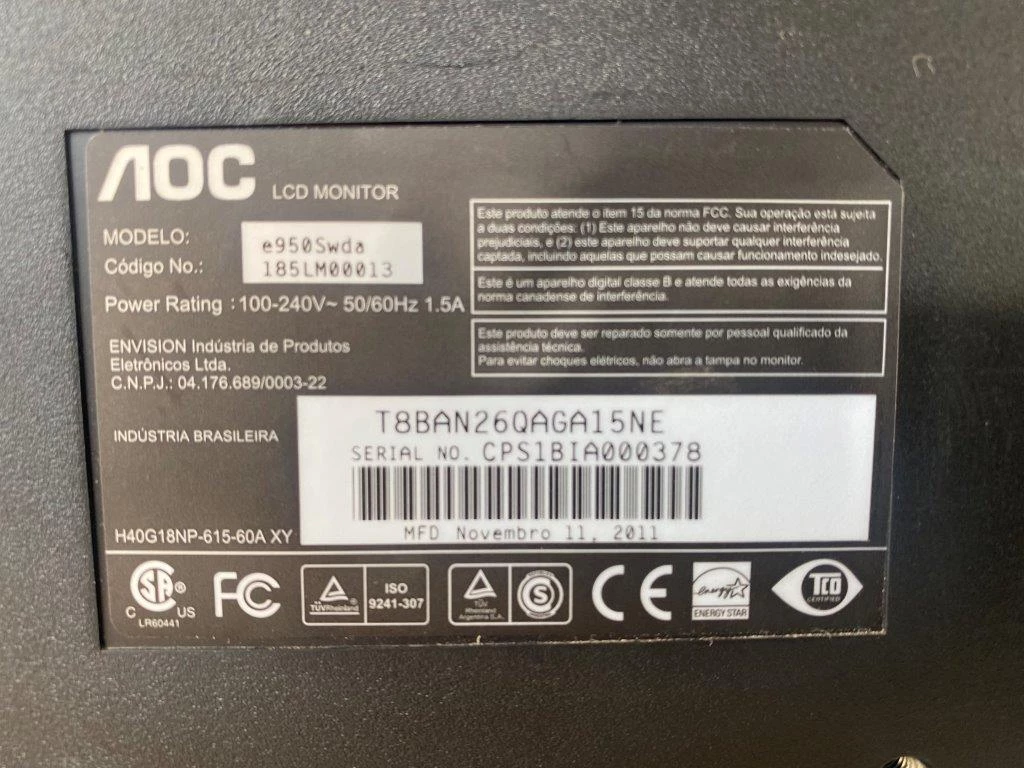 AOC LCD MONITOR
MODELO: e950Swda
Código No.: 185LM00013
Power Rating : 100-240V~ 50/60Hz 1.5A
ENVISION Indústria de Produtos
Eletrônicos Ltda.
C.N.P.J.: 04.176.689/0003-22
INDÚSTRIA BRASILEIRA
H40G18NP-615-60A XY
Este produto atende o item 15 da norma FCC. Sua operação está sujeita
a duas condições: (1) Este aparelho não deve causar interferência
prejudiciais, e (2) este aparelho deve suportar qualquer interferência
captada, incluindo aquelas que possam causar funcionamento indesejado.
Este é um aparelho digital classe B e atende todas as exigências da
norma canadense de interferência.
Este produto deve ser reparado somente por pessoal qualificado da
assistência técnica.
Para evitar choques elétricos, não abra a tampa no monitor.
T8BAN26QAGA15NE
SERIAL NO. CPS1BIA000378
MFD Novembro 11, 2011
SA ®
C US
LR60441
FC
TÜVRheinland
ISO
9241-307
TÜV
Rheinland
Argentina S.A.
S
CE
energy
ENERGY STAR
TCO
CERTIFIED